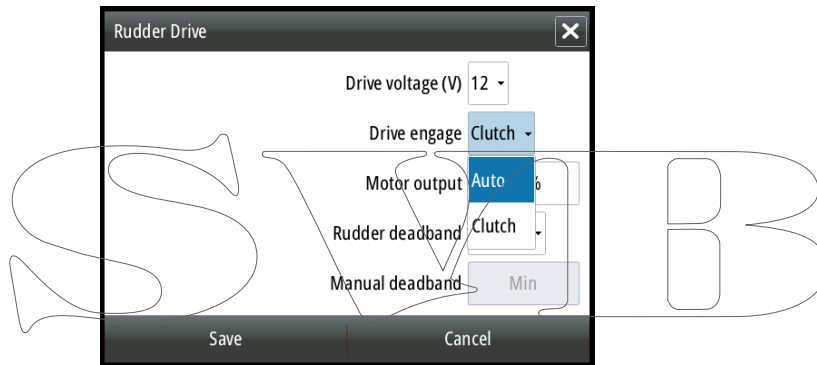 Rudder Drive
Drive voltage (V) 12
Drive engage Clutch
Motor output Auto %
Rudder deadband Clutch
Manual deadband Min
Save Cancel
SVB